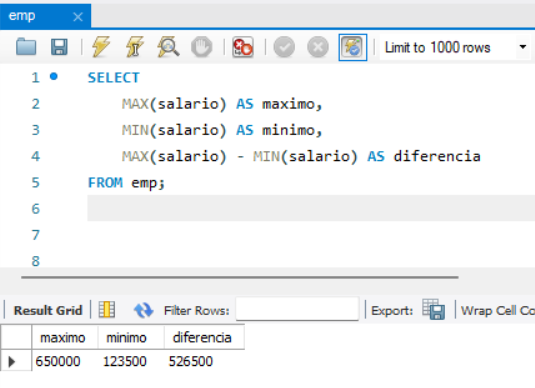 emp
Limit to 1000 rows
1 SELECT
2 MAX(salario) AS maximo,
3 MIN(salario) AS minimo,
4 MAX(salario) - MIN(salario) AS diferencia
5 FROM emp;
6
7
8
Result Grid Filter Rows: Export: Wrap Cell Co
maximo minimo diferencia
650000 123500 526500